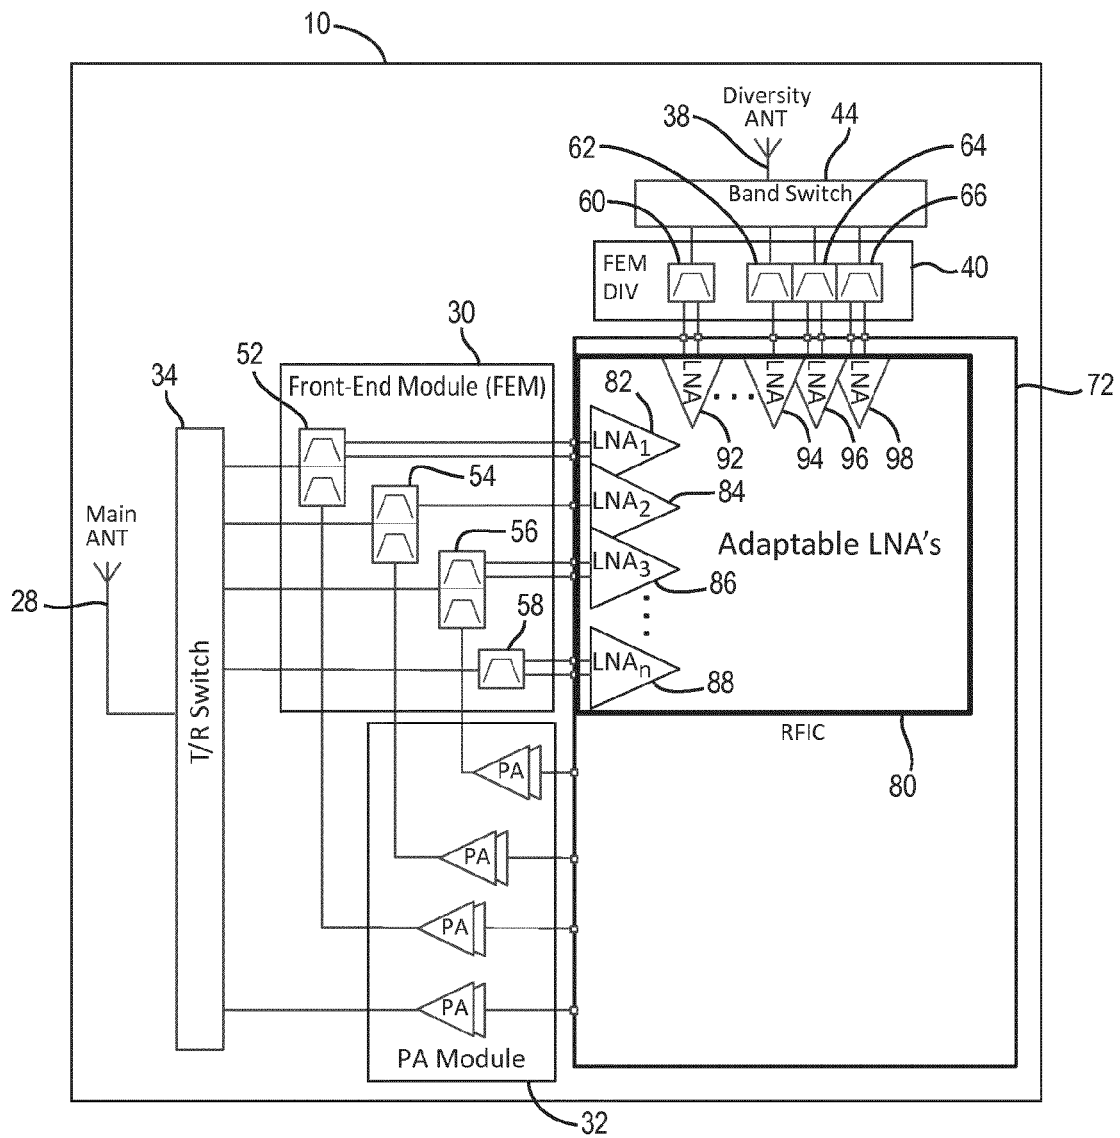 10
Diversity
ANT
38
44
62
64
Band Switch
60
66
FEM
DIV
40
30
52
34
Front-End Module (FEM)
82
LNA
LNA
LNA
LNA
72
LNA1
92
94
96
98
54
84
LNA2
Main
ANT
56
Adaptable LNA's
LNA3
86
28
58
LNAn
88
T/R Switch
RFIC
80
PA
PA
PA
PA
PA Module
32